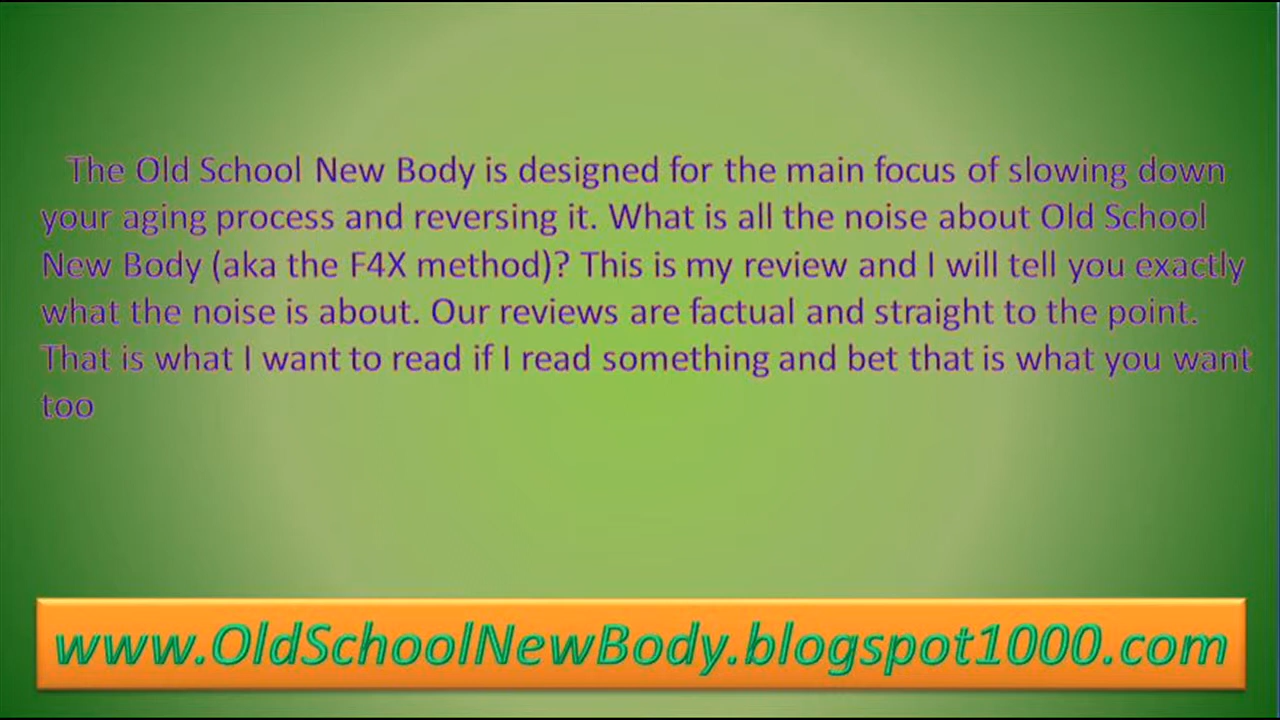 The Old School New Body is designed for the main focus of slowing down
your aging process and reversing it. What is all the noise about Old School
New Body (aka the F4X method)? This is my review and I will tell you exactly
what the noise is about. Our reviews are factual and straight to the point.
That is what I want to read if I read something and bet that is what you want
too
www.OldSchoolNewBody.blogspot1000.com